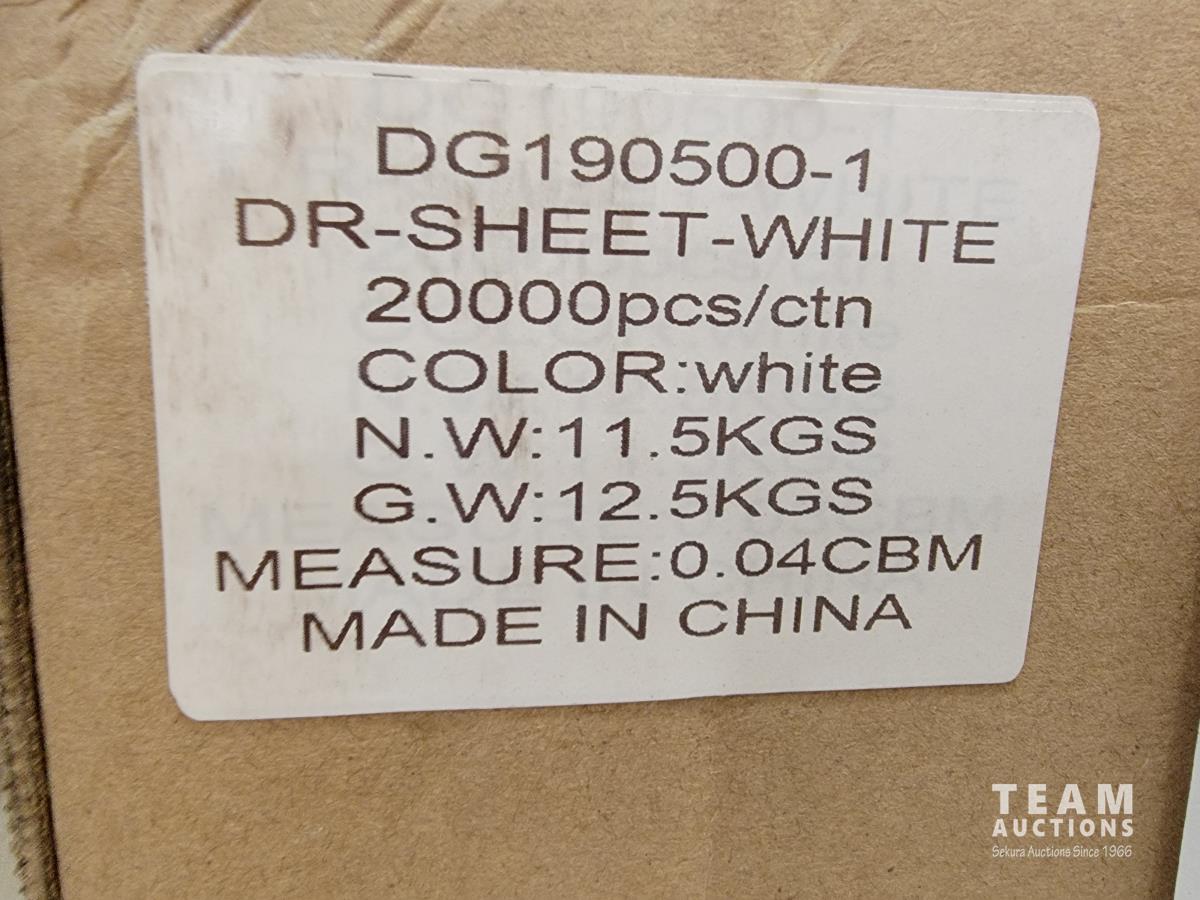 DG190500-1
DR-SHEET-WHITE
20000pcs/ctn
COLOR:white
N.W:11.5KGS
G.W:12.5KGS
MEASURE:0.04CBM
MADE IN CHINA
TEAM
AUCTIONS
Sekura Auctions Since 1966